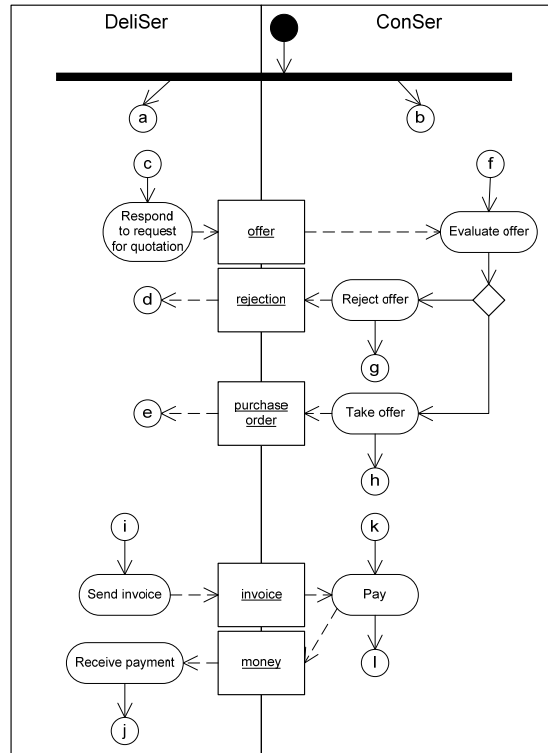 DeliSer
ConSer
a
b
c
f
Respond
to request
for quotation
offer
Evaluate offer
d
rejection
Reject offer
g
e
purchase
order
Take offer
h
i
k
Send invoice
invoice
Pay
Receive payment
money
l
j